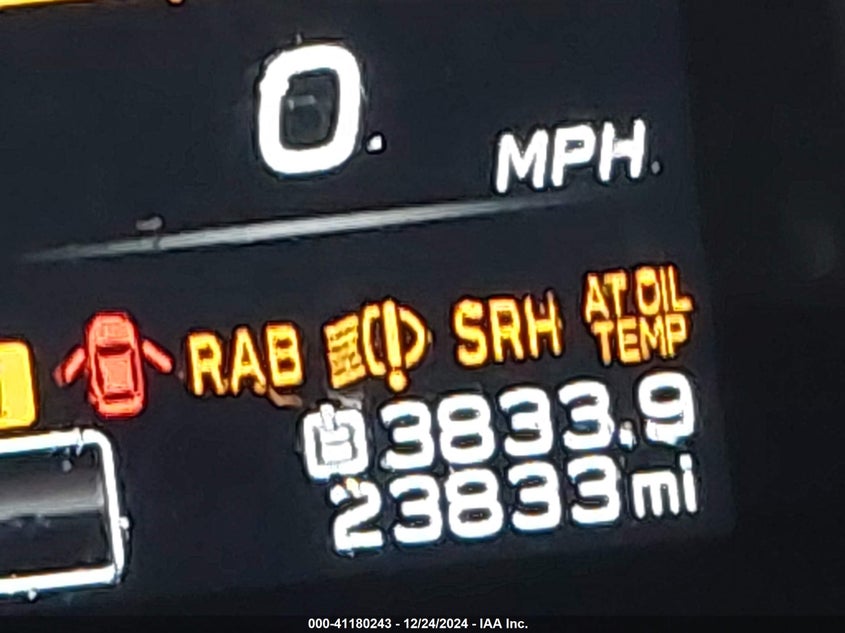 0
MPH
RAB SRH AT OIL TEMP
B 3833.9
23833 mi
000-41180243 - 12/24/2024 - IAA Inc.